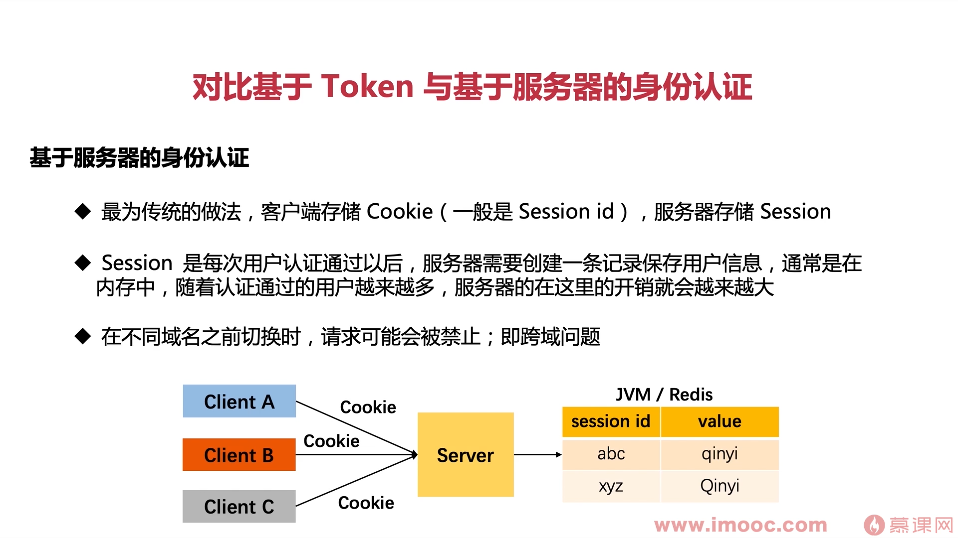 对比基于 Token 与基于服务器的身份认证
基于服务器的身份认证
◆ 最为传统的做法，客户端存储 Cookie（一般是 Session id），服务器存储 Session
◆ Session 是每次用户认证通过以后，服务器需要创建一条记录保存用户信息，通常是在
内存中，随着认证通过的用户越来越多，服务器的在这里的开销就会越来越大
◆ 在不同域名之前切换时，请求可能会被禁止；即跨域问题
JVM / Redis
Client A
Cookie
session id value
Client B
Cookie
Server
abc qinyi
xyz Qinyi
Client C
Cookie
www.imooc.com
慕课网